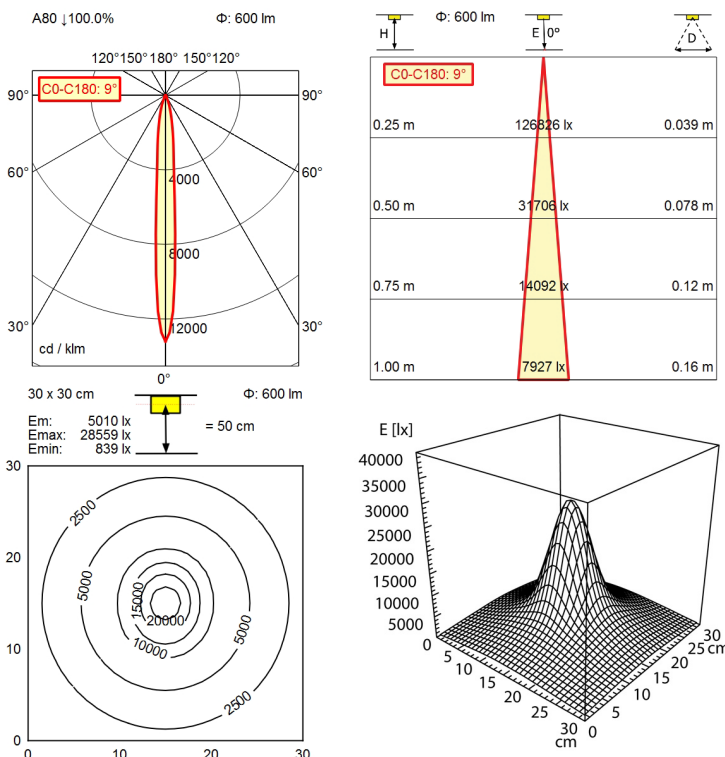 A80 ↓100.0% Φ: 600 lm
120° 150° 180° 150° 120°
C0-C180: 9°
90° 90°
60° 60°
4000
8000
12000
30° 30°
cd / klm
0°
Φ: 600 lm
H E 0° D
C0-C180: 9°
0.25 m 126826 lx 0.039 m
0.50 m 31706 lx 0.078 m
0.75 m 14092 lx 0.12 m
1.00 m 7927 lx 0.16 m
30 x 30 cm Φ: 600 lm
Em: 5010 lx
Emax: 28559 lx
Emin: 839 lx
= 50 cm
30
2500
20
5000
15000
20000
10000
5000
10
2500
0
0 10 20 30
E [lx]
40000
35000
30000
25000
20000
15000
10000
5000
0
5
10
15
20
25
30
cm
0
5
10
15
20
25
30
cm